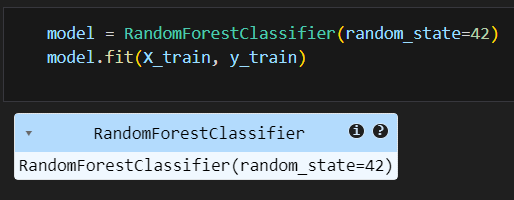 model = RandomForestClassifier(random_state=42)
model.fit(X_train, y_train)
RandomForestClassifier i ?
RandomForestClassifier(random_state=42)